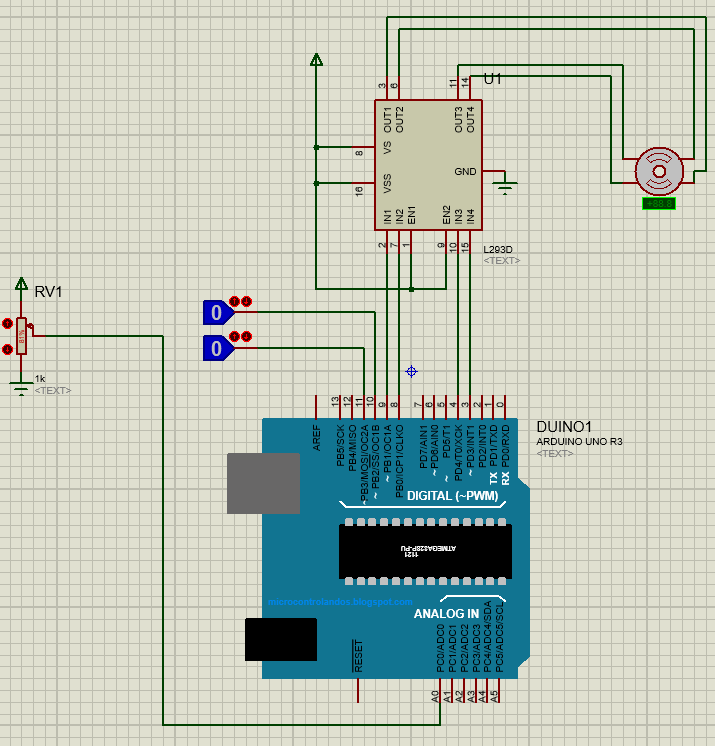 U1
3
6
11
14
OUT1
OUT2
OUT3
OUT4
8
VS
GND
16
VSS
IN1
IN2
EN1
EN2
IN3
IN4
2
7
1
9
10
15
L293D
<TEXT>
+88.8
RV1
81%
1k
<TEXT>
0
0
13
12
11
10
9
8
7
6
5
4
3
2
1
0
DUINO1
ARDUINO UNO R3
<TEXT>
AREF
PB5/SCK
PB4/MISO
~ PB3/MOSI/OC2A
~ PB2/SS/OC1B
~ PB1/OC1A
PB0/ICP1/CLKO
PD7/AIN1
~ PD6/AIN0
~ PD5/T1
PD4/T0/XCK
~ PD3/INT1
PD2/INT0
TX PD1/TXD
RX PD0/RXD
DIGITAL (~PWM)
ATMEGA328P-PU
1121
microcontrolandos.blogspot.com
ANALOG IN
RESET
PC0/ADC0
PC1/ADC1
PC2/ADC2
PC3/ADC3
PC4/ADC4/SDA
PC5/ADC5/SCL
A0
A1
A2
A3
A4
A5